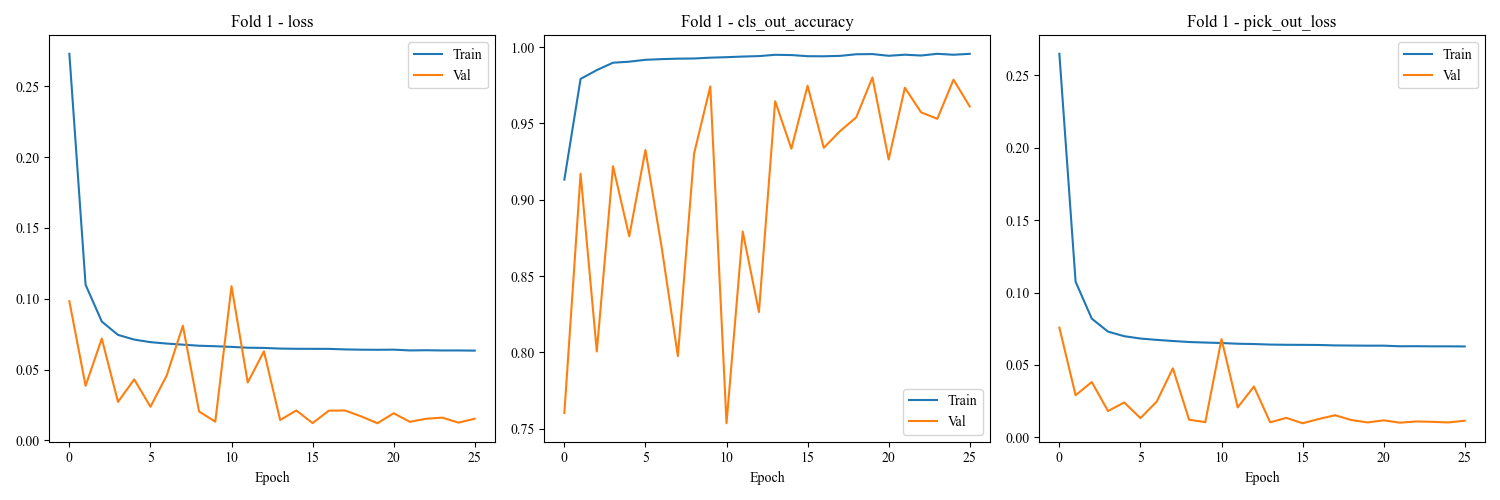 Fold 1 - loss
Train
Val
0.25
0.20
0.15
0.10
0.05
0.00
0 5 10 15 20 25
Epoch
Fold 1 - cls_out_accuracy
1.00
0.95
0.90
0.85
0.80
0.75
Train
Val
0 5 10 15 20 25
Epoch
Fold 1 - pick_out_loss
Train
Val
0.25
0.20
0.15
0.10
0.05
0.00
0 5 10 15 20 25
Epoch